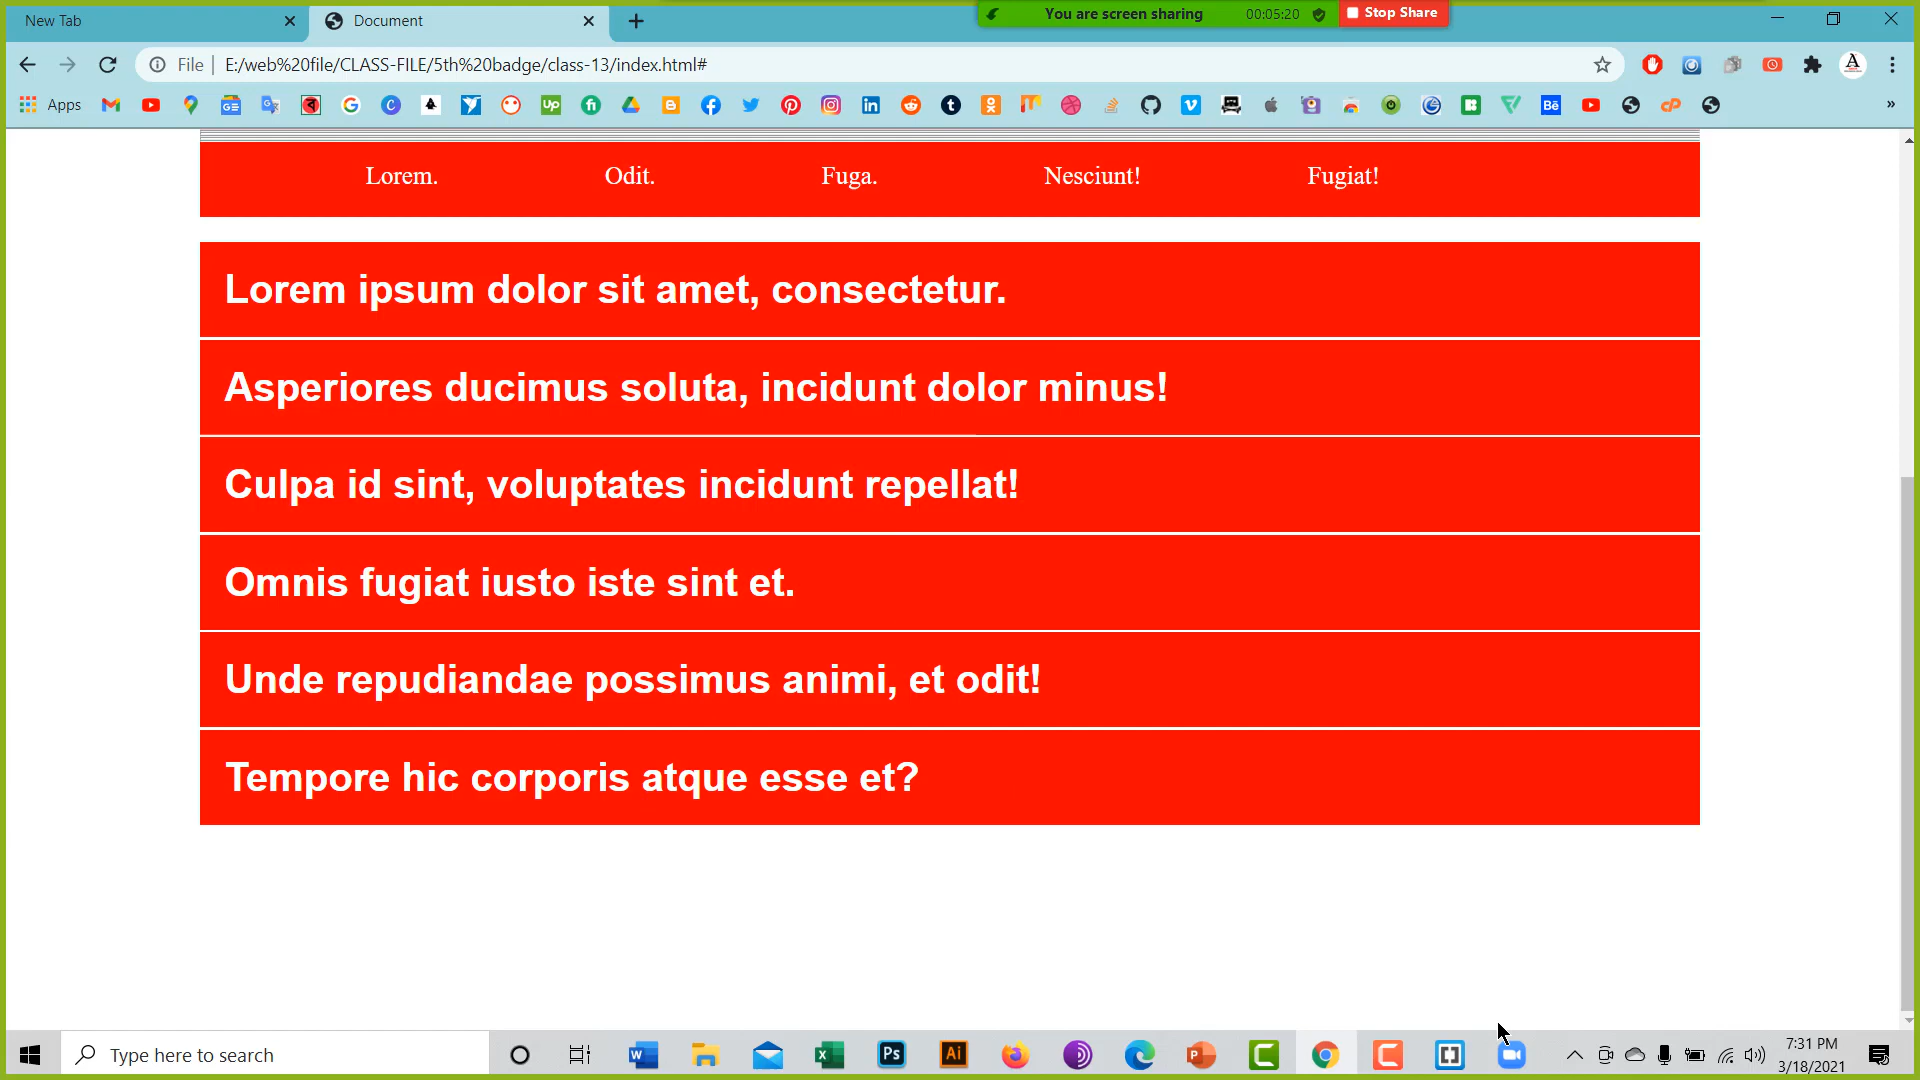 New Tab
Document
You are screen sharing 00:05:20 Stop Share
File E:/web%20file/CLASS-FILE/5th%20badge/class-13/index.html#
Apps
Lorem. Odit. Fuga. Nesciunt! Fugiat!
Lorem ipsum dolor sit amet, consectetur.
Asperiores ducimus soluta, incidunt dolor minus!
Culpa id sint, voluptates incidunt repellat!
Omnis fugiat iusto iste sint et.
Unde repudiandae possimus animi, et odit!
Tempore hic corporis atque esse et?
Type here to search
7:31 PM
3/18/2021